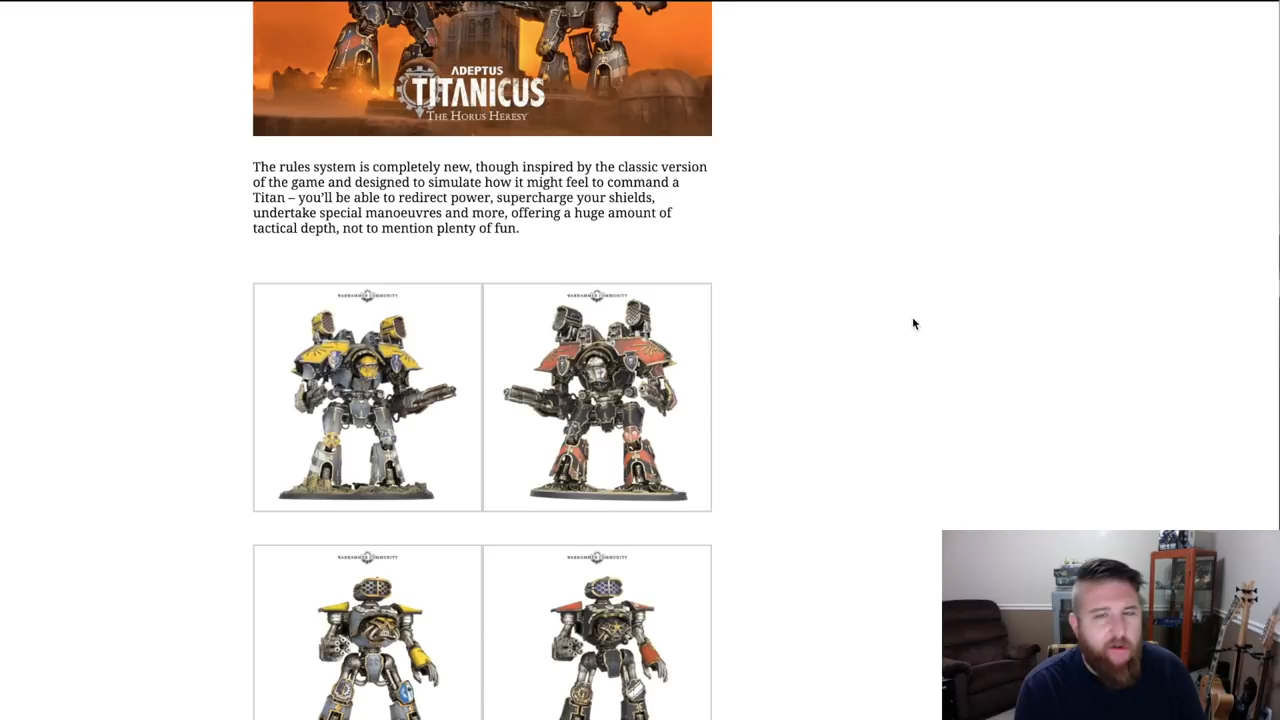 ADEPTUS
TITANICUS
THE HORUS HERESY
The rules system is completely new, though inspired by the classic version
of the game and designed to simulate how it might feel to command a
Titan – you'll be able to redirect power, supercharge your shields,
undertake special manoeuvres and more, offering a huge amount of
tactical depth, not to mention plenty of fun.
WARHAMMER COMMUNITY
WARHAMMER COMMUNITY
WARHAMMER COMMUNITY
WARHAMMER COMMUNITY